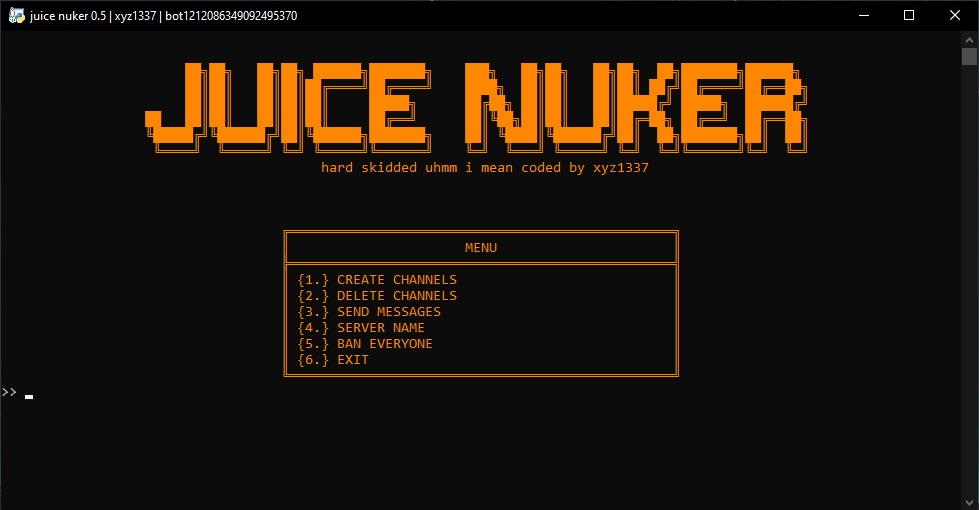 juice nuker 0.5 | xyz1337 | bot1212086349092495370
JUICE NUKER
hard skidded uhmm i mean coded by xyz1337
MENU
{1.} CREATE CHANNELS
{2.} DELETE CHANNELS
{3.} SEND MESSAGES
{4.} SERVER NAME
{5.} BAN EVERYONE
{6.} EXIT
>>